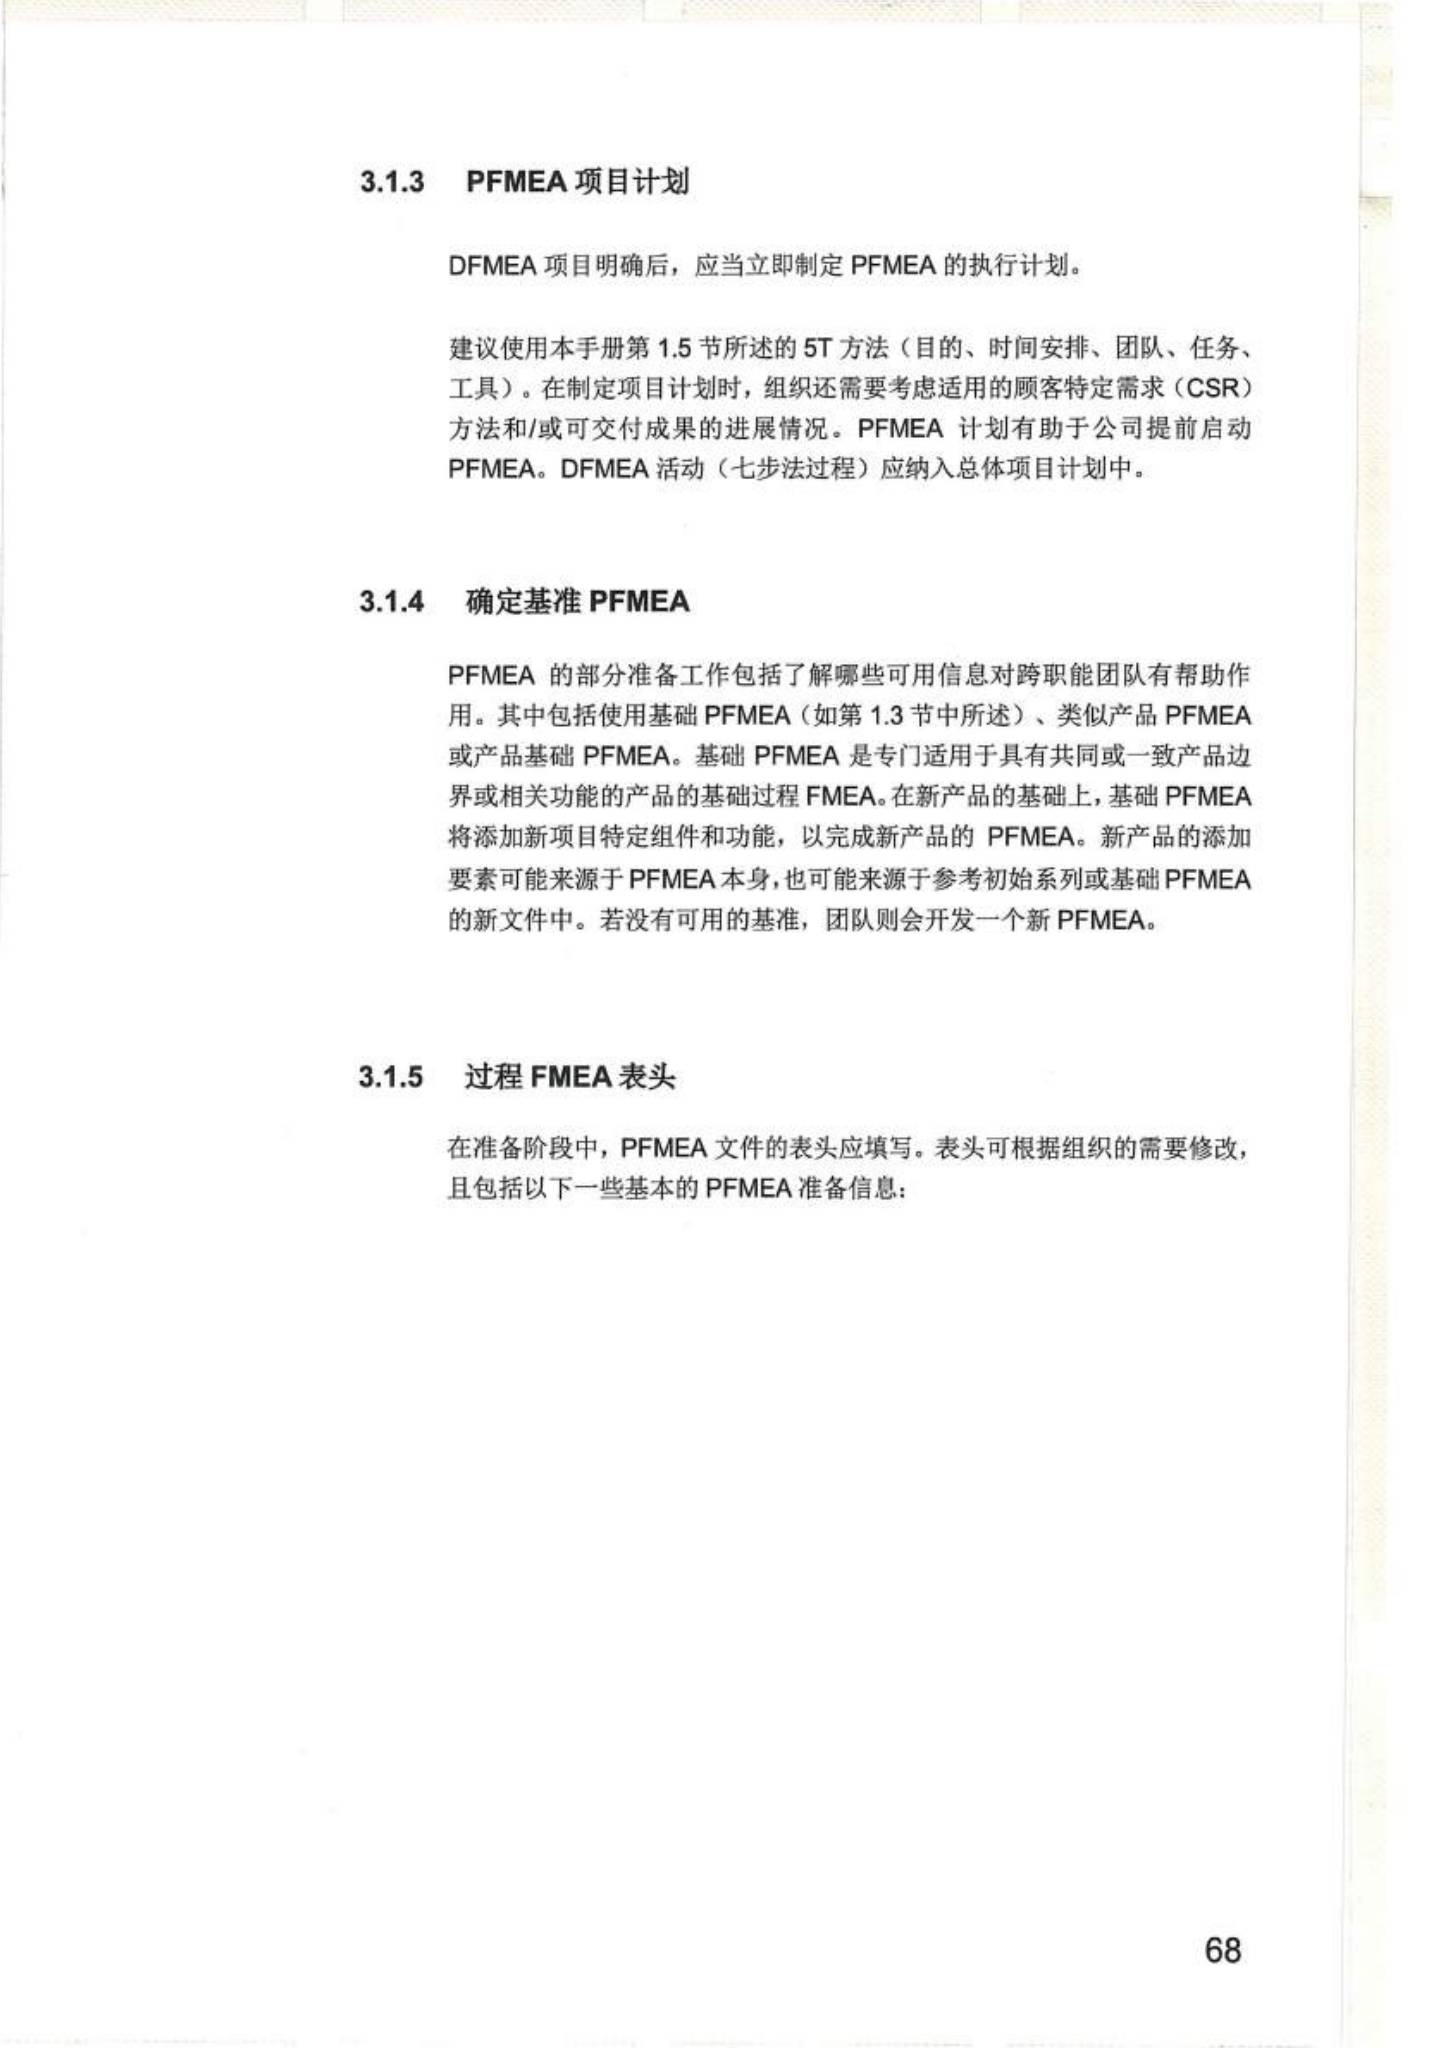 3.1.3 PFMEA 项目计划
DFMEA 项目明确后，应当立即制定 PFMEA 的执行计划。
建议使用本手册第 1.5 节所述的 5T 方法（目的、时间安排、团队、任务、
工具）。在制定项目计划时，组织还需要考虑适用的顾客特定需求（CSR）
方法和/或可交付成果的进展情况。PFMEA 计划有助于公司提前启动
PFMEA。DFMEA 活动（七步法过程）应纳入总体项目计划中。
3.1.4 确定基准 PFMEA
PFMEA 的部分准备工作包括了解哪些可用信息对跨职能团队有帮助作
用。其中包括使用基础 PFMEA（如第 1.3 节中所述）、类似产品 PFMEA
或产品基础 PFMEA。基础 PFMEA 是专门适用于具有共同或一致产品边
界或相关功能的产品的基础过程 FMEA。在新产品的基础上，基础 PFMEA
将添加新项目特定组件和功能，以完成新产品的 PFMEA。新产品的添加
要素可能来源于 PFMEA 本身，也可能来源于参考初始系列或基础 PFMEA
的新文件中。若没有可用的基准，团队则会开发一个新 PFMEA。
3.1.5 过程 FMEA 表头
在准备阶段中，PFMEA 文件的表头应填写。表头可根据组织的需要修改，
且包括以下一些基本的 PFMEA 准备信息：
68